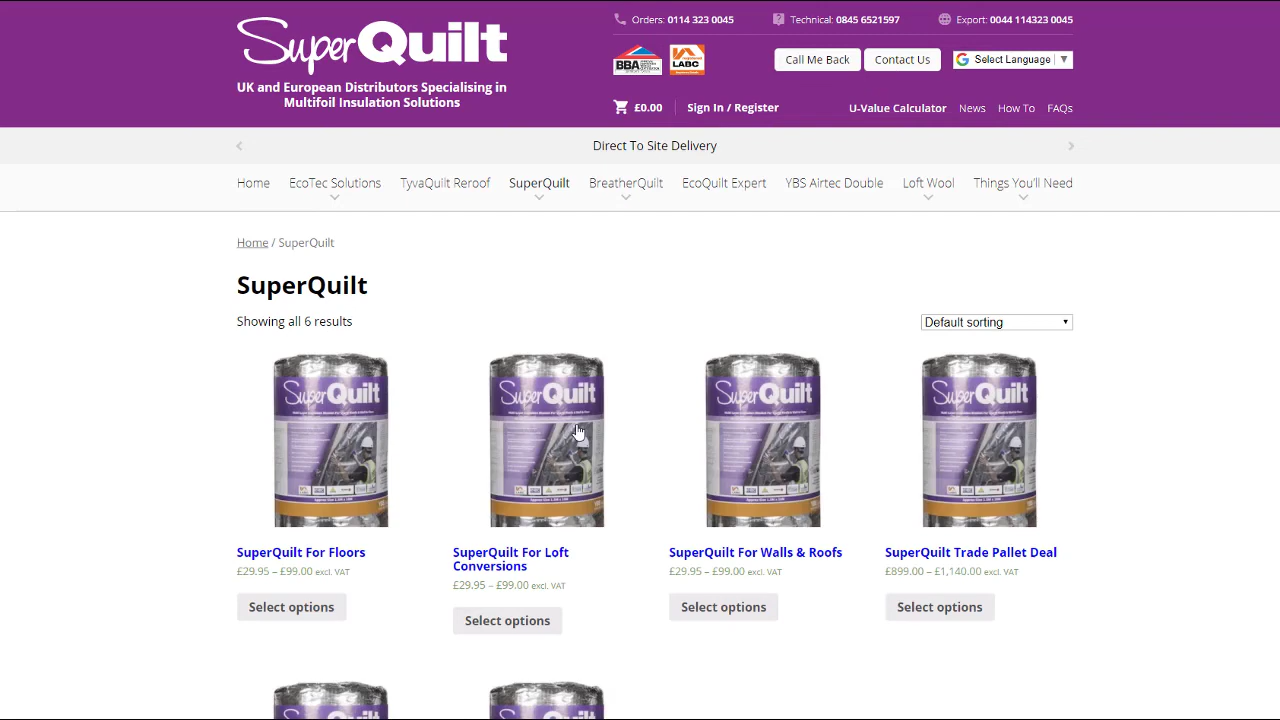 SuperQuilt
UK and European Distributors Specialising in
Multifoil Insulation Solutions
Orders: 0114 323 0045
Technical: 0845 6521597
Export: 0044 114323 0045
BBA
LABC
Call Me Back
Contact Us
G Select Language ▼
£0.00
Sign In / Register
U-Value Calculator
News
How To
FAQs
Direct To Site Delivery
Home
EcoTec Solutions
TyvaQuilt Reroof
SuperQuilt
BreatherQuilt
EcoQuilt Expert
YBS Airtec Double
Loft Wool
Things You'll Need
Home / SuperQuilt
SuperQuilt
Showing all 6 results
Default sorting
SuperQuilt
SuperQuilt
SuperQuilt
SuperQuilt
SuperQuilt For Floors
£29.95 – £99.00 excl. VAT
Select options
SuperQuilt For Loft
Conversions
£29.95 – £99.00 excl. VAT
Select options
SuperQuilt For Walls & Roofs
£29.95 – £99.00 excl. VAT
Select options
SuperQuilt Trade Pallet Deal
£899.00 – £1,140.00 excl. VAT
Select options